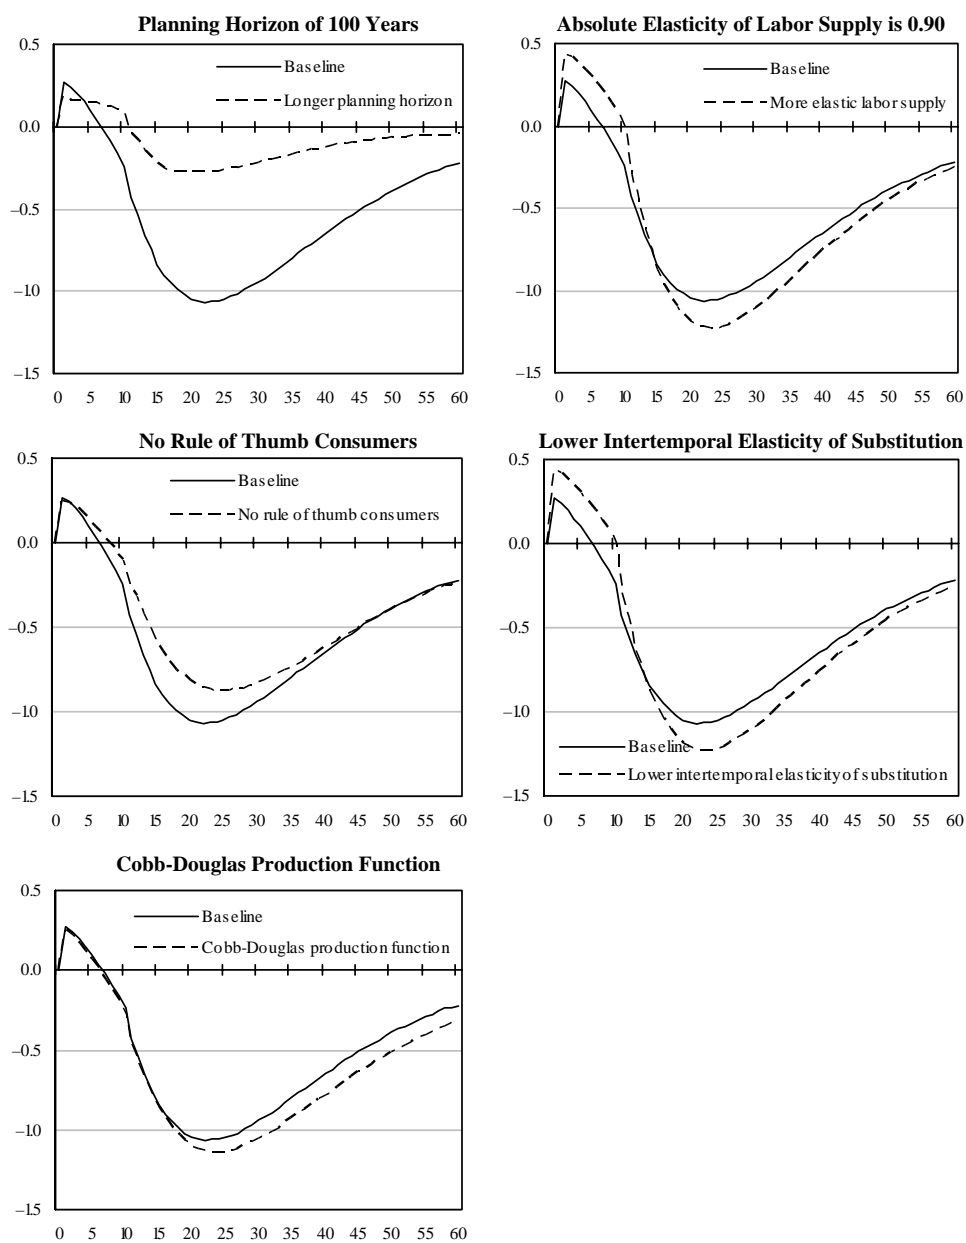 Planning Horizon of 100 Years
0.5
Baseline
Longer planning horizon
0.0
–0.5
–1.0
–1.5
0 5 10 15 20 25 30 35 40 45 50 55 60
Absolute Elasticity of Labor Supply is 0.90
0.5
Baseline
More elastic labor supply
0.0
–0.5
–1.0
–1.5
0 5 10 15 20 25 30 35 40 45 50 55 60
No Rule of Thumb Consumers
0.5
Baseline
No rule of thumb consumers
0.0
–0.5
–1.0
–1.5
0 5 10 15 20 25 30 35 40 45 50 55 60
Lower Intertemporal Elasticity of Substitution
0.5
0.0
–0.5
–1.0
Baseline
Lower intertemporal elasticity of substitution
–1.5
0 5 10 15 20 25 30 35 40 45 50 55 60
Cobb-Douglas Production Function
0.5
Baseline
Cobb-Douglas production function
0.0
–0.5
–1.0
–1.5
0 5 10 15 20 25 30 35 40 45 50 55 60